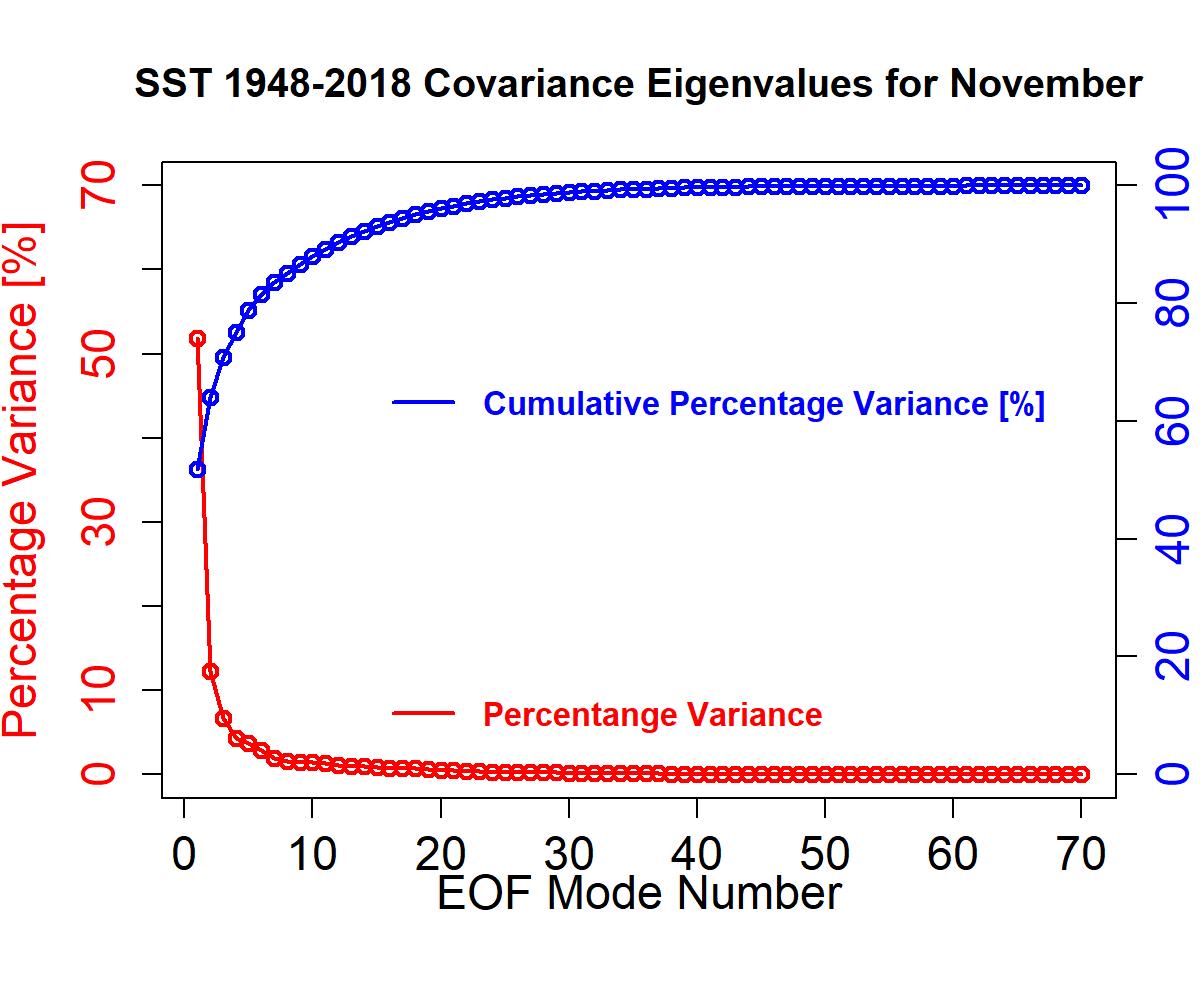 SST 1948-2018 Covariance Eigenvalues for November
Percentage Variance [%]
70
50
30
10
0
100
80
60
40
20
0
Cumulative Percentage Variance [%]
Percentange Variance
0 10 20 30 40 50 60 70
EOF Mode Number